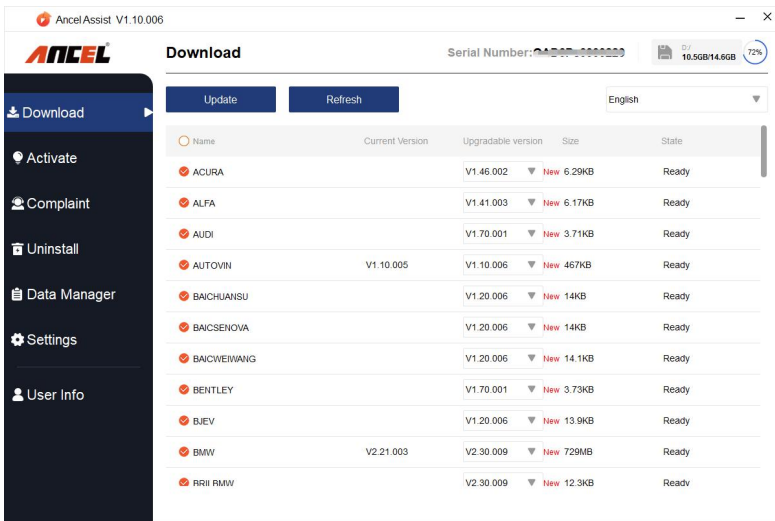 Ancel Assist V1.10.006
ANCEL
Download
Serial Number:
D:/
10.5GB/14.6GB
72%
Download
Activate
Complaint
Uninstall
Data Manager
Settings
User Info
Update
Refresh
English
Name Current Version Upgradable version Size State
ACURA V1.46.002 New 6.29KB Ready
ALFA V1.41.003 New 6.17KB Ready
AUDI V1.70.001 New 3.71KB Ready
AUTOVIN V1.10.005 V1.10.006 New 467KB Ready
BAICHUANSU V1.20.006 New 14KB Ready
BAICSENOVA V1.20.006 New 14KB Ready
BAICWEIWANG V1.20.006 New 14.1KB Ready
BENTLEY V1.70.001 New 3.73KB Ready
BJEV V1.20.006 New 13.9KB Ready
BMW V2.21.003 V2.30.009 New 729MB Ready
BMW V2.30.009 New 12.3KB Ready